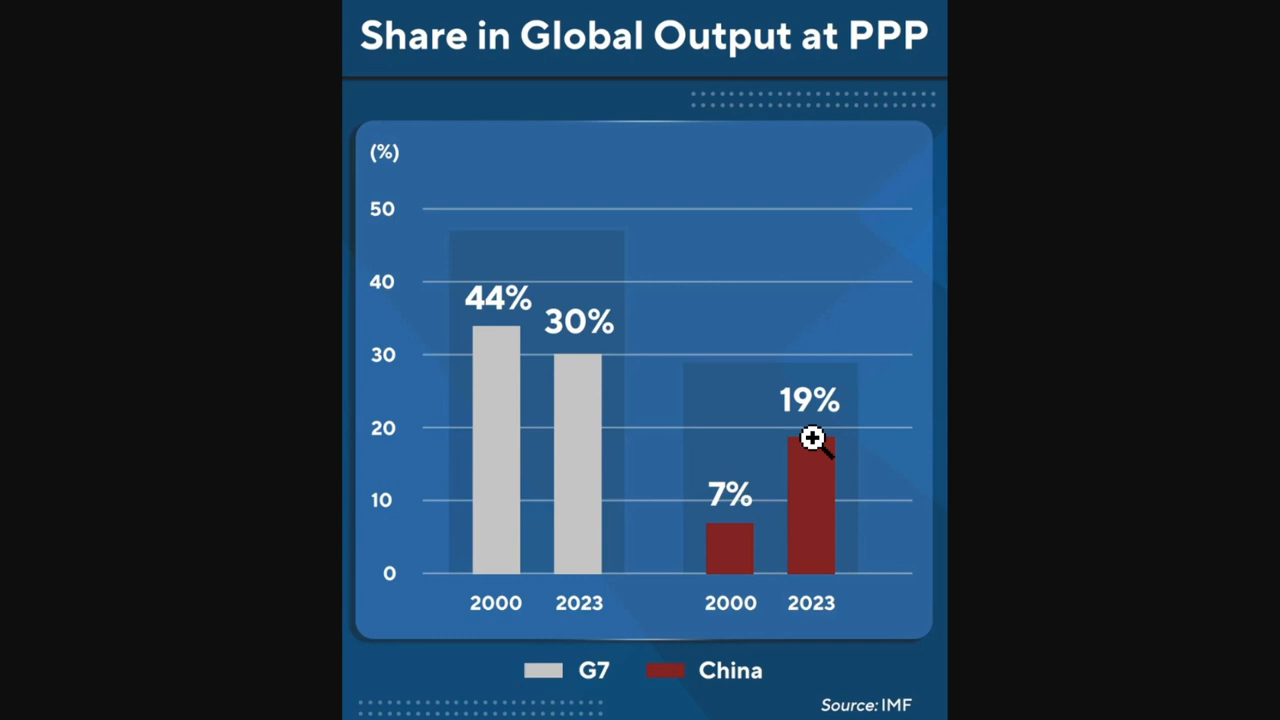 Share in Global Output at PPP
(%)
50
40
44%
30%
30
19%
20
7%
10
0
2000 2023 2000 2023
G7 China
Source: IMF